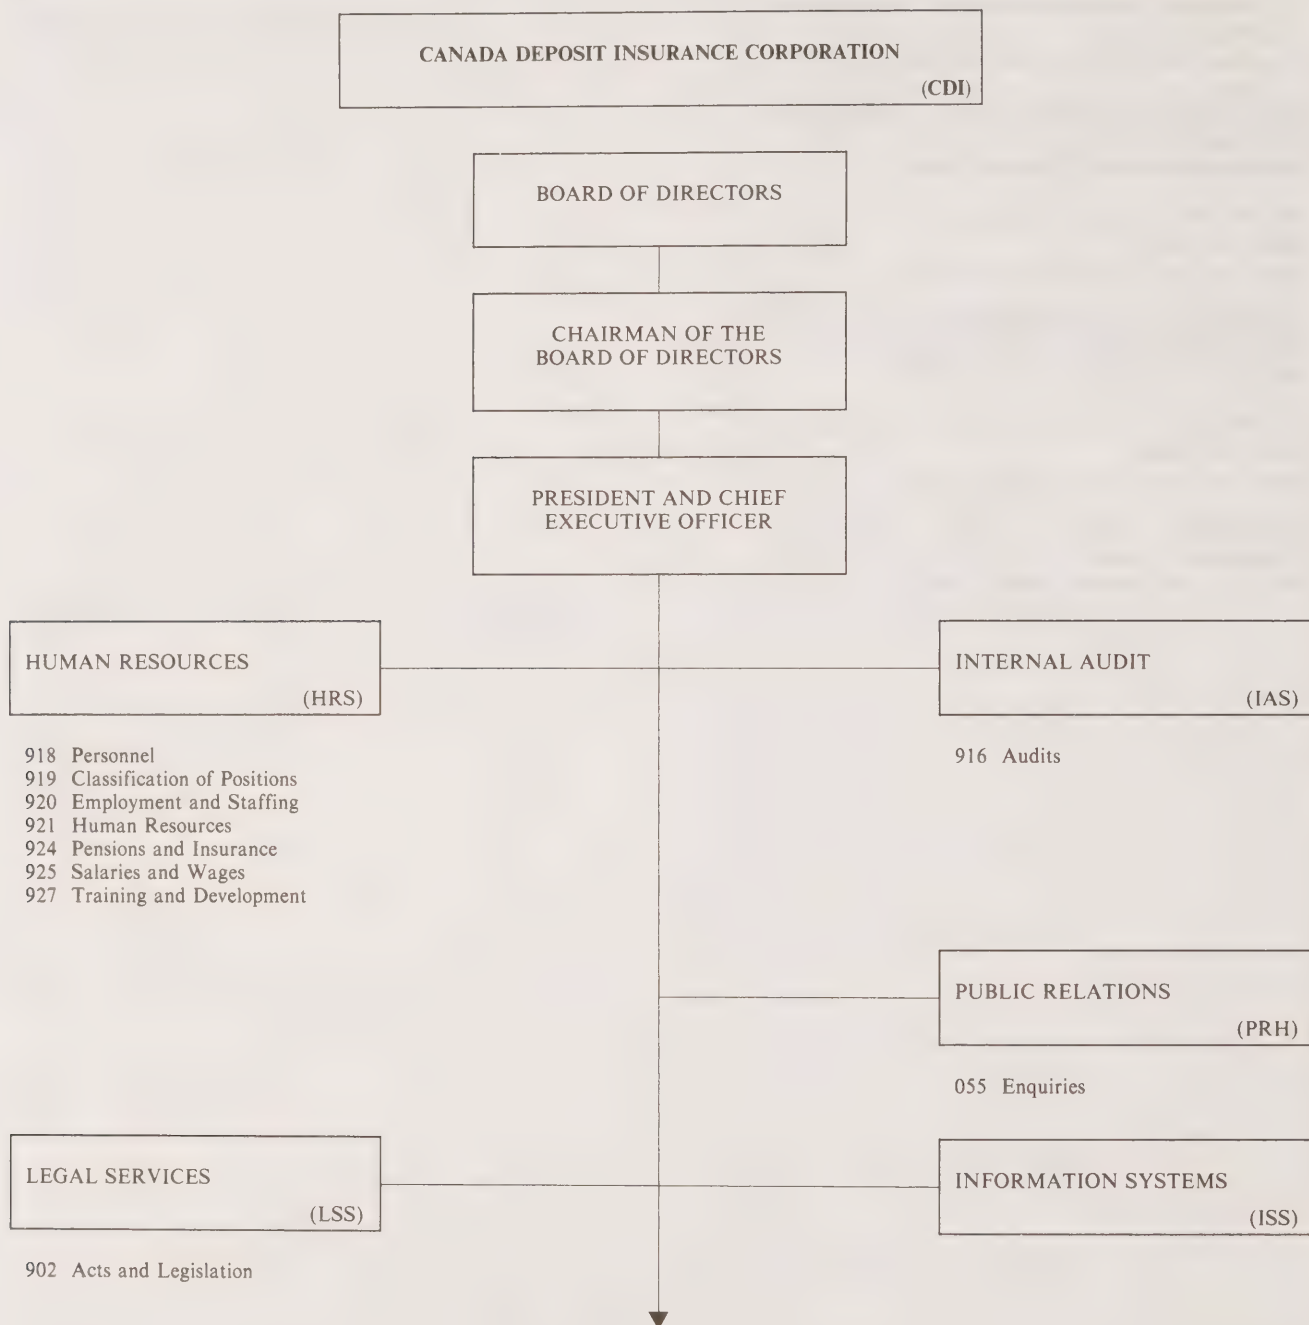 CANADA DEPOSIT INSURANCE CORPORATION
(CDI)
BOARD OF DIRECTORS
CHAIRMAN OF THE
BOARD OF DIRECTORS
PRESIDENT AND CHIEF
EXECUTIVE OFFICER
HUMAN RESOURCES
(HRS)
918 Personnel
919 Classification of Positions
920 Employment and Staffing
921 Human Resources
924 Pensions and Insurance
925 Salaries and Wages
927 Training and Development
INTERNAL AUDIT
(IAS)
916 Audits
PUBLIC RELATIONS
(PRH)
055 Enquiries
LEGAL SERVICES
(LSS)
902 Acts and Legislation
INFORMATION SYSTEMS
(ISS)